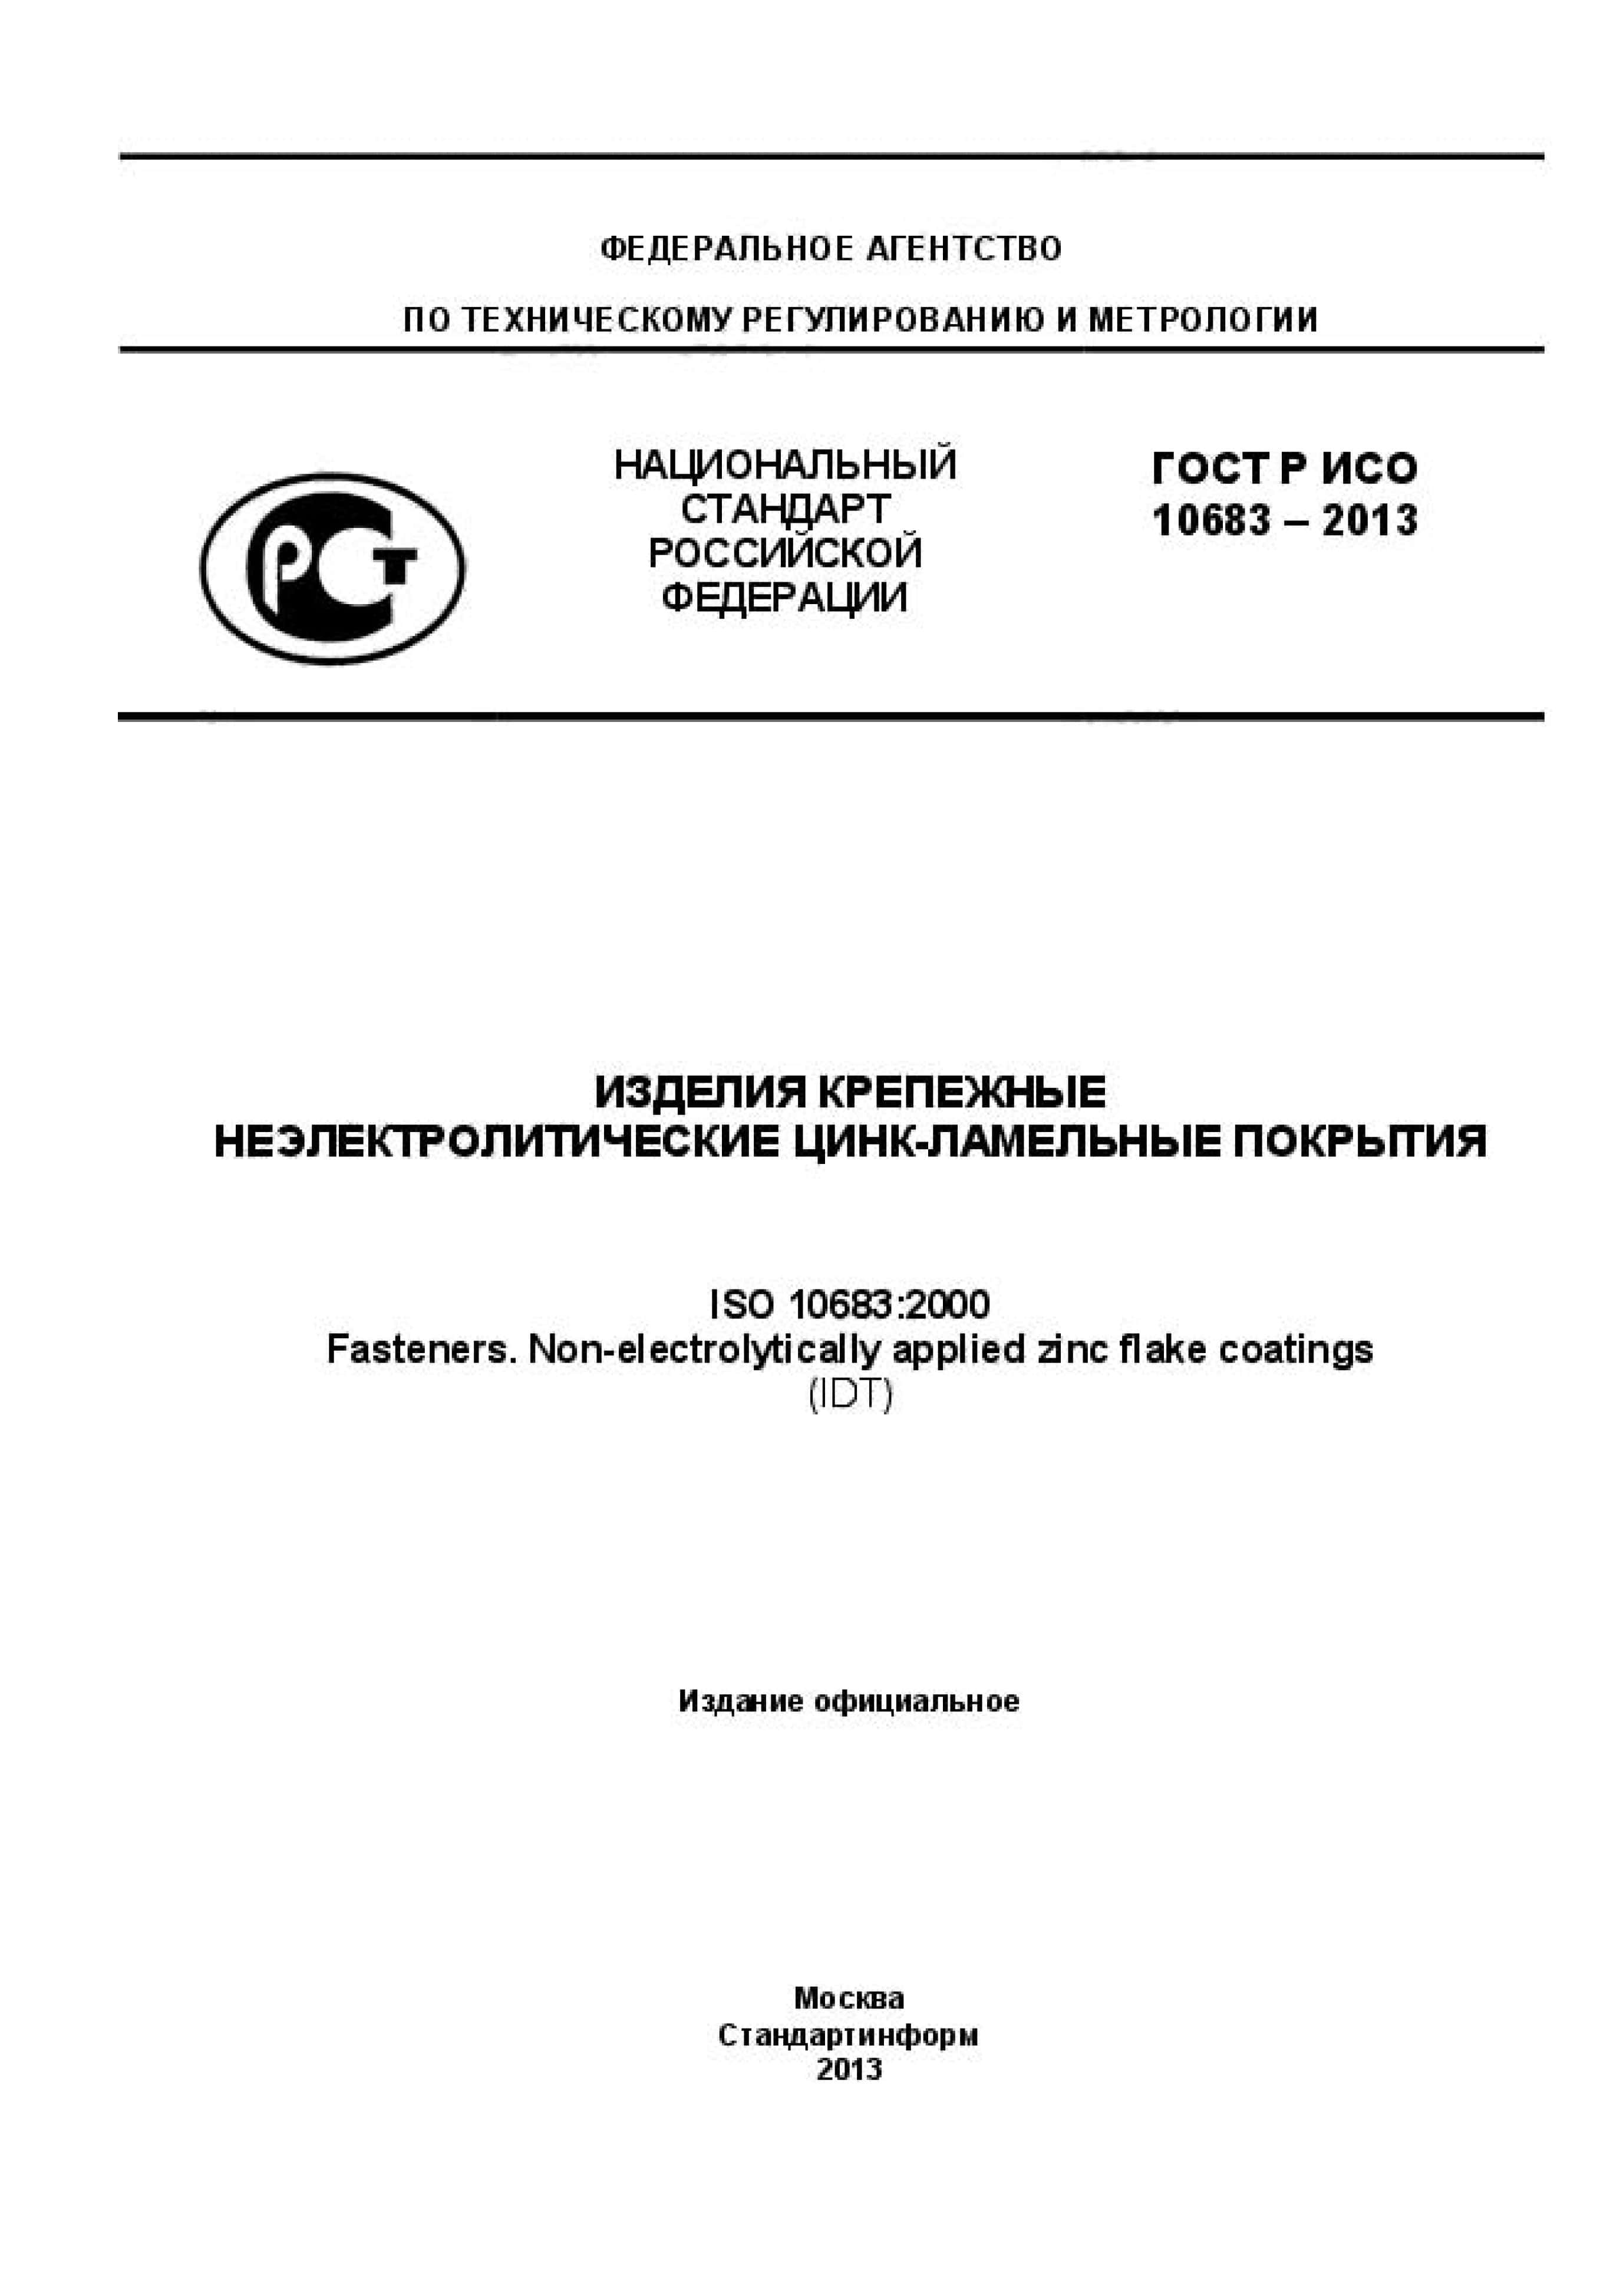 ФЕДЕРАЛЬНОЕ АГЕНТСТВО
ПО ТЕХНИЧЕСКОМУ РЕГУЛИРОВАНИЮ И МЕТРОЛОГИИ
РСТ
НАЦИОНАЛЬНЫЙ
СТАНДАРТ
РОССИЙСКОЙ
ФЕДЕРАЦИИ
ГОСТ Р ИСО
10683 – 2013
ИЗДЕЛИЯ КРЕПЕЖНЫЕ
НЕЭЛЕКТРОЛИТИЧЕСКИЕ ЦИНК-ЛАМЕЛЬНЫЕ ПОКРЫТИЯ
ISO 10683:2000
Fasteners. Non-electrolytically applied zinc flake coatings
(IDT)
Издание официальное
Москва
Стандартинформ
2013